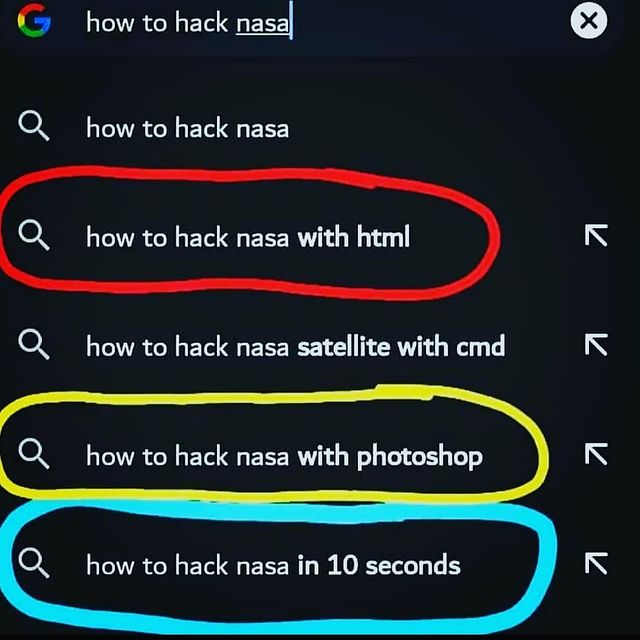 how to hack nasa
how to hack nasa
how to hack nasa with html
how to hack nasa satellite with cmd
how to hack nasa with photoshop
how to hack nasa in 10 seconds